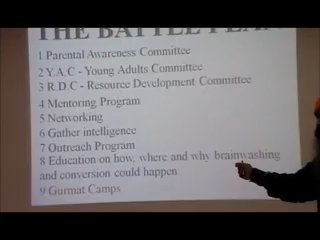 THE BATTLE PLAN
1 Parental Awareness Committee
2 Y.A.C - Young Adults Committee
3 R.D.C - Resource Development Committee
4 Mentoring Program
5 Networking
6 Gather intelligence
7 Outreach Program
8 Education on how, where and why brainwashing
and conversion could happen
9 Gurmat Camps